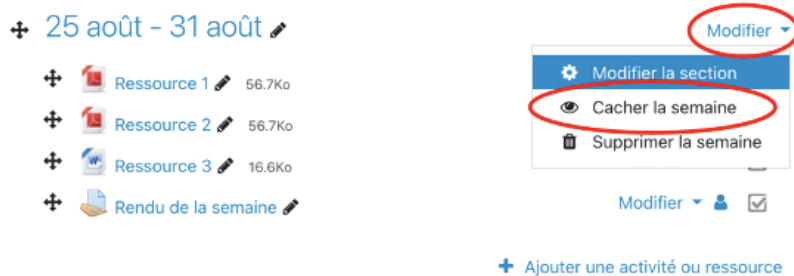 25 août - 31 août
Modifier
Ressource 1 56.7Ko
Modifier la section
Ressource 2 56.7Ko
Cacher la semaine
Ressource 3 16.6Ko
Supprimer la semaine
Rendu de la semaine
Modifier
Ajouter une activité ou ressource